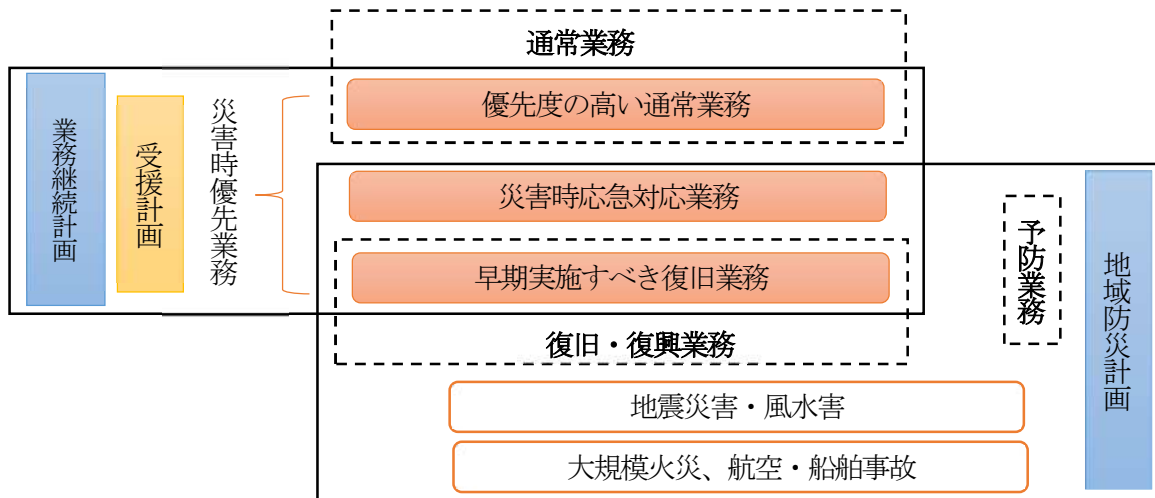 通常業務
業務継続計画
受援計画
災害時優先業務
優先度の高い通常業務
災害時応急対応業務
早期実施すべき復旧業務
復旧・復興業務
予防業務
地域防災計画
地震災害・風水害
大規模火災、航空・船舶事故